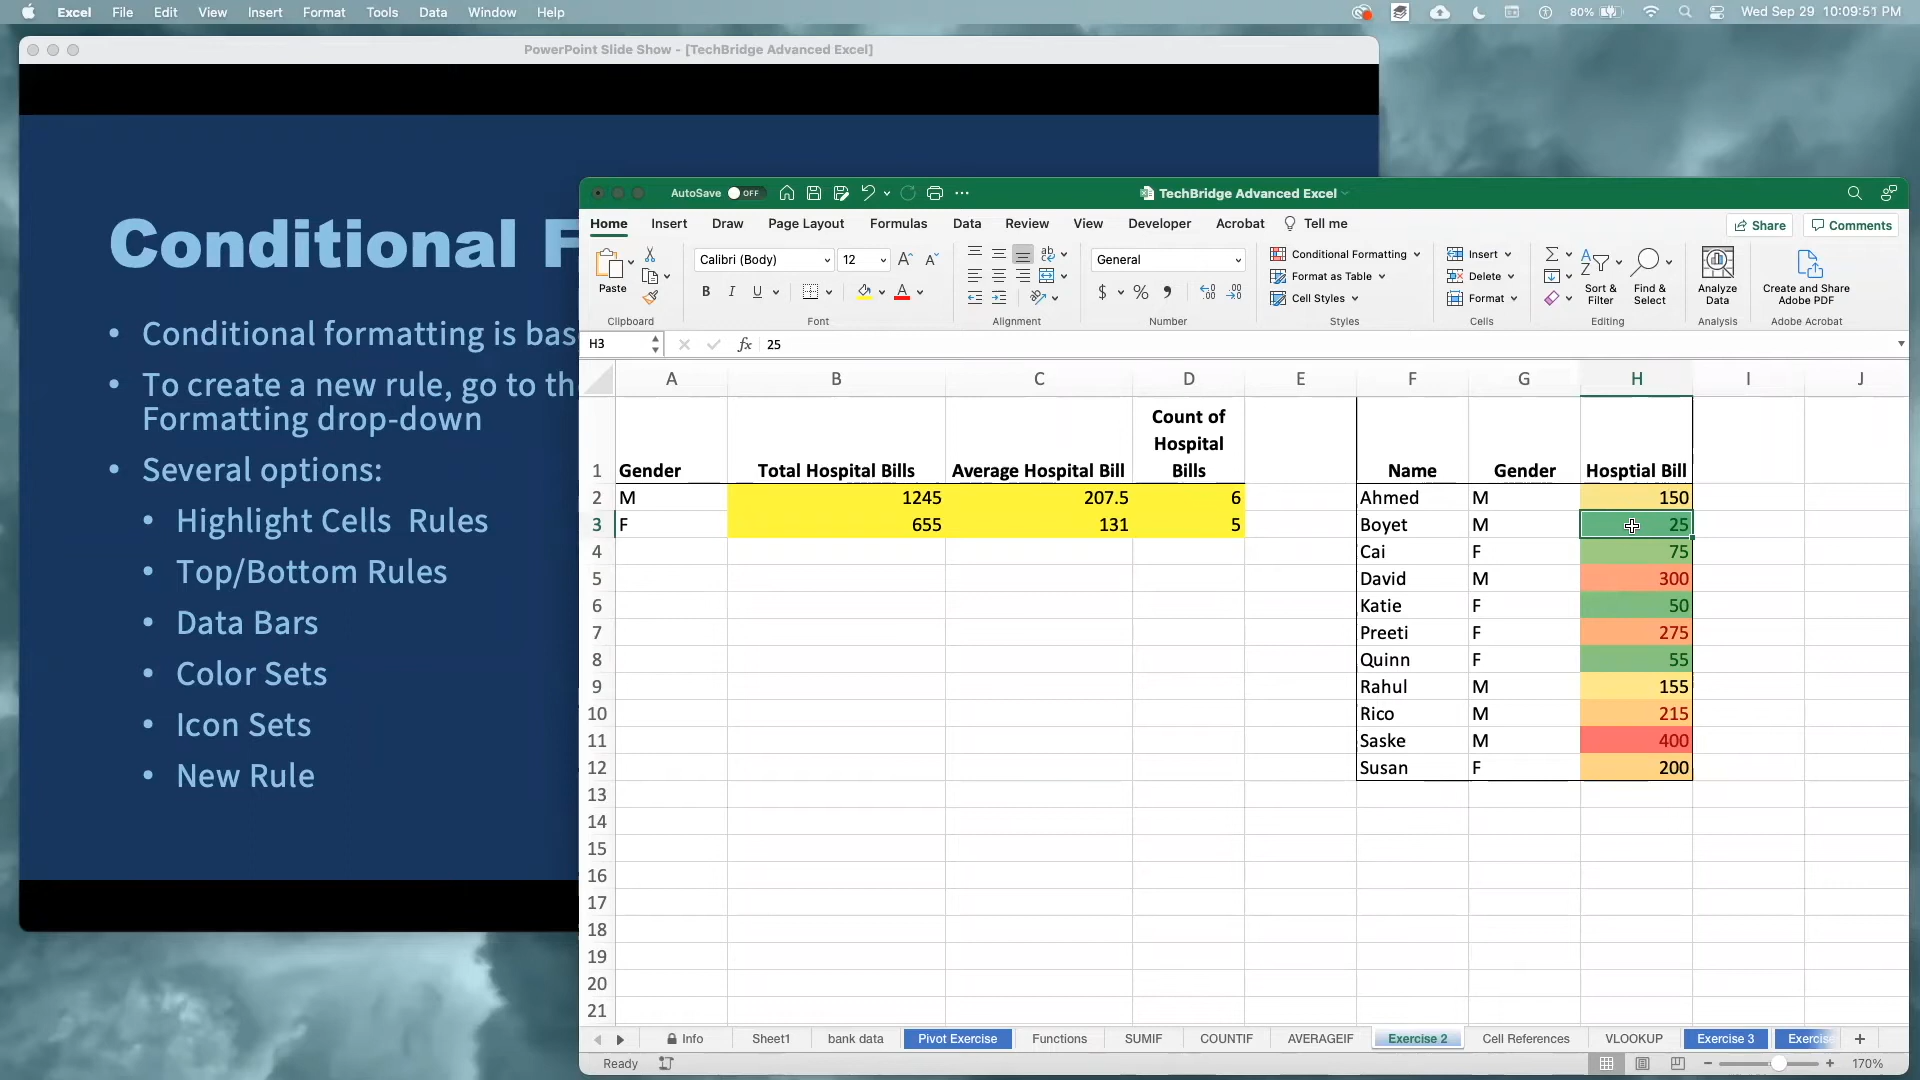 Excel File Edit View Insert Format Tools Data Window Help
80% Wed Sep 29 10:09:51 PM
PowerPoint Slide Show - [TechBridge Advanced Excel]
Conditional F
• Conditional formatting is bas
• To create a new rule, go to th
Formatting drop-down
• Several options:
• Highlight Cells Rules
• Top/Bottom Rules
• Data Bars
• Color Sets
• Icon Sets
• New Rule
AutoSave OFF TechBridge Advanced Excel
Home Insert Draw Page Layout Formulas Data Review View Developer Acrobat Tell me Share Comments
Paste Calibri (Body) 12 General Conditional Formatting Insert Sort & Filter Find & Select Analyze Data Create and Share Adobe PDF
B I U A $ % Format as Table Delete
Cell Styles Format
Clipboard Font Alignment Number Styles Cells Editing Analysis Adobe Acrobat
H3 fx 25
A B C D E F G H I J
1 Gender Total Hospital Bills Average Hospital Bill Count of Hospital Bills Name Gender Hosptial Bill
2 M 1245 207.5 6 Ahmed M 150
3 F 655 131 5 Boyet M 25
4 Cai F 75
5 David M 300
6 Katie F 50
7 Preeti F 275
8 Quinn F 55
9 Rahul M 155
10 Rico M 215
11 Saske M 400
12 Susan F 200
13
14
15
16
17
18
19
20
21
Info Sheet1 bank data Pivot Exercise Functions SUMIF COUNTIF AVERAGEIF Exercise 2 Cell References VLOOKUP Exercise 3 Exercis
Ready 170%